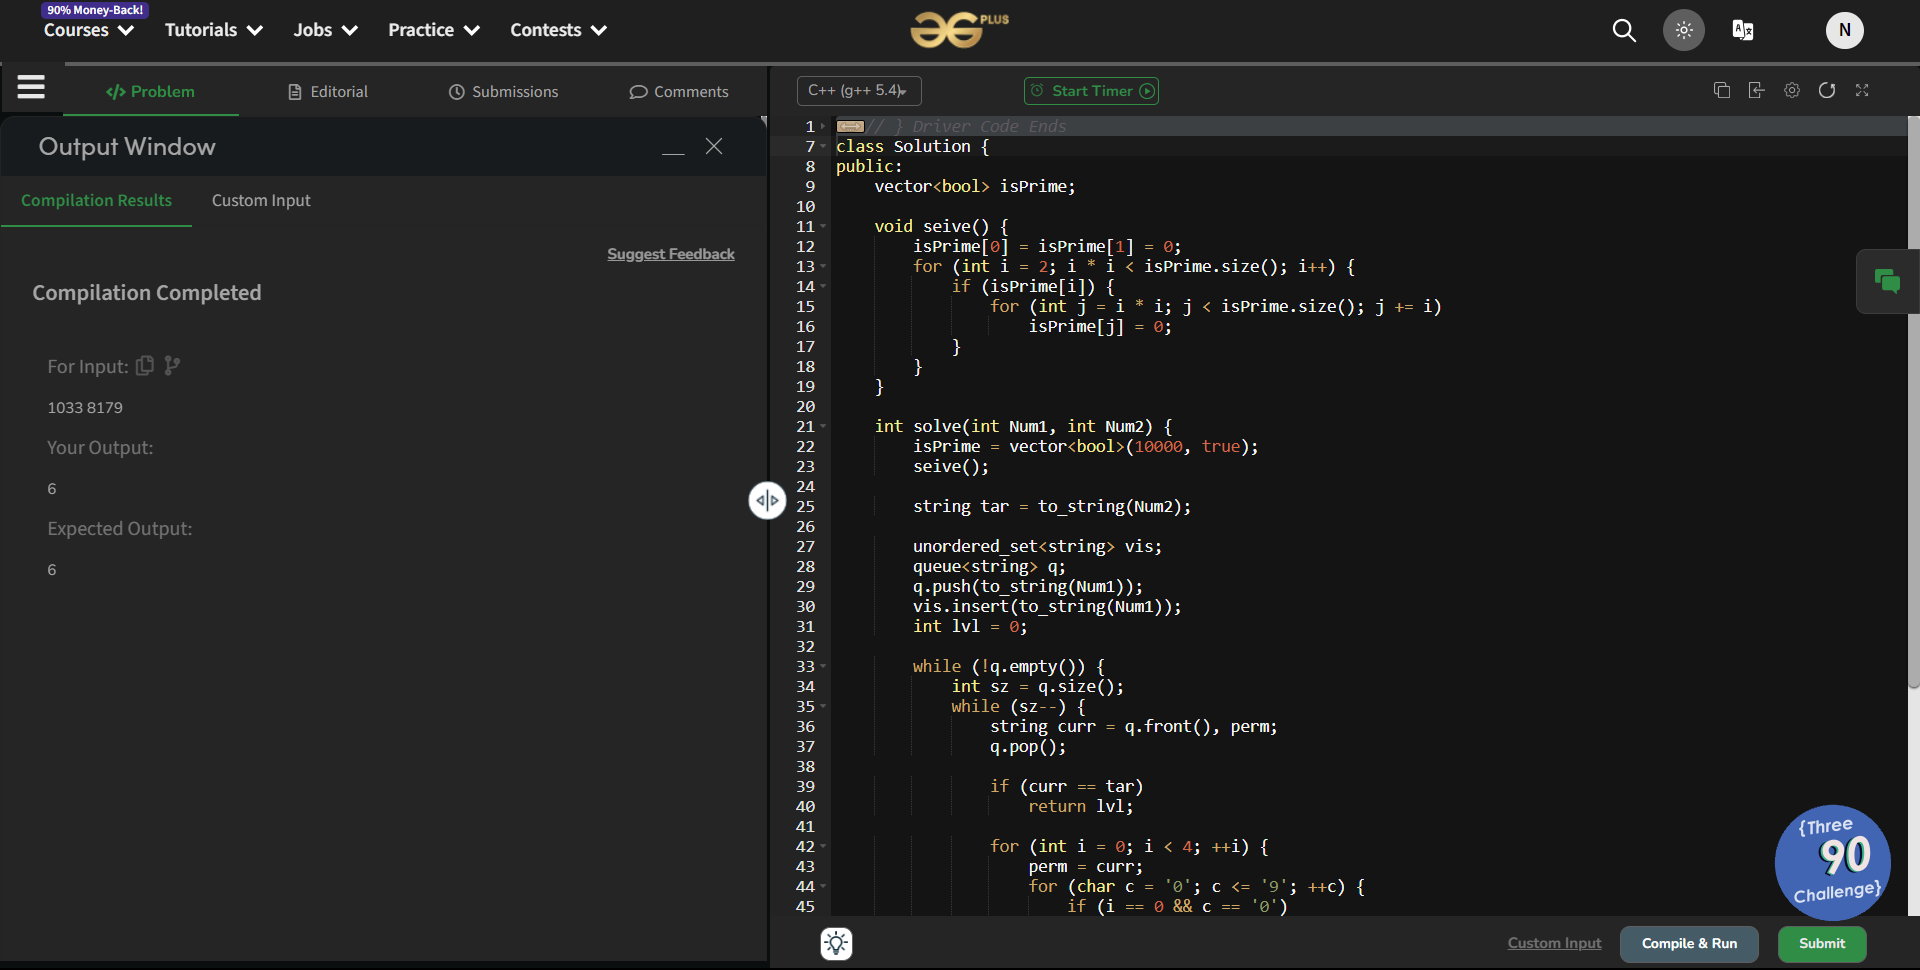 90% Money-Back!
Courses Tutorials Jobs Practice Contests PLUS N
Problem Editorial Submissions Comments
C++ (g++ 5.4) Start Timer
Output Window
Compilation Results Custom Input
Suggest Feedback
Compilation Completed
For Input:
1033 8179
Your Output:
6
Expected Output:
6
1 // } Driver Code Ends
7 class Solution {
8 public:
9 vector<bool> isPrime;
10
11 void seive() {
12 isPrime[0] = isPrime[1] = 0;
13 for (int i = 2; i * i < isPrime.size(); i++) {
14 if (isPrime[i]) {
15 for (int j = i * i; j < isPrime.size(); j += i)
16 isPrime[j] = 0;
17 }
18 }
19 }
20
21 int solve(int Num1, int Num2) {
22 isPrime = vector<bool>(10000, true);
23 seive();
24
25 string tar = to_string(Num2);
26
27 unordered_set<string> vis;
28 queue<string> q;
29 q.push(to_string(Num1));
30 vis.insert(to_string(Num1));
31 int lvl = 0;
32
33 while (!q.empty()) {
34 int sz = q.size();
35 while (sz--) {
36 string curr = q.front(), perm;
37 q.pop();
38
39 if (curr == tar)
40 return lvl;
41
42 for (int i = 0; i < 4; ++i) {
43 perm = curr;
44 for (char c = '0'; c <= '9'; ++c) {
45 if (i == 0 && c == '0')
{Three
90
Challenge}
Custom Input Compile & Run Submit